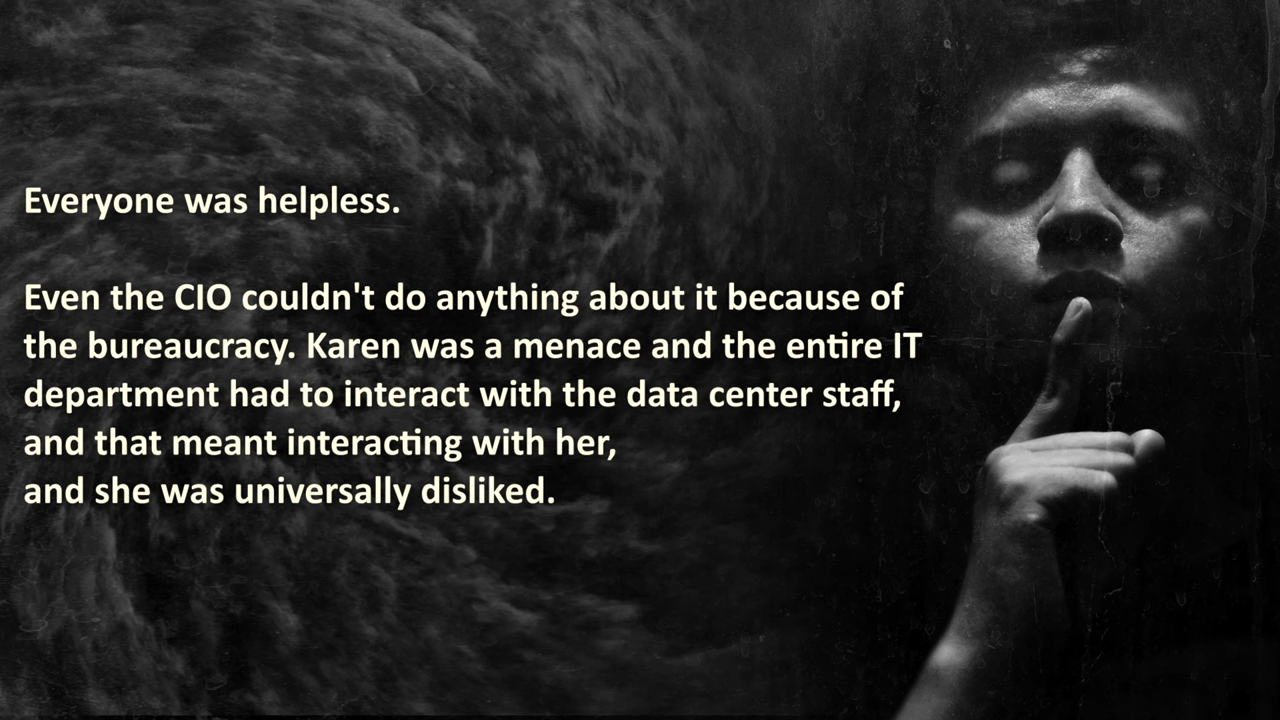 Everyone was helpless.
Even the CIO couldn't do anything about it because of
the bureaucracy. Karen was a menace and the entire IT
department had to interact with the data center staff,
and that meant interacting with her,
and she was universally disliked.